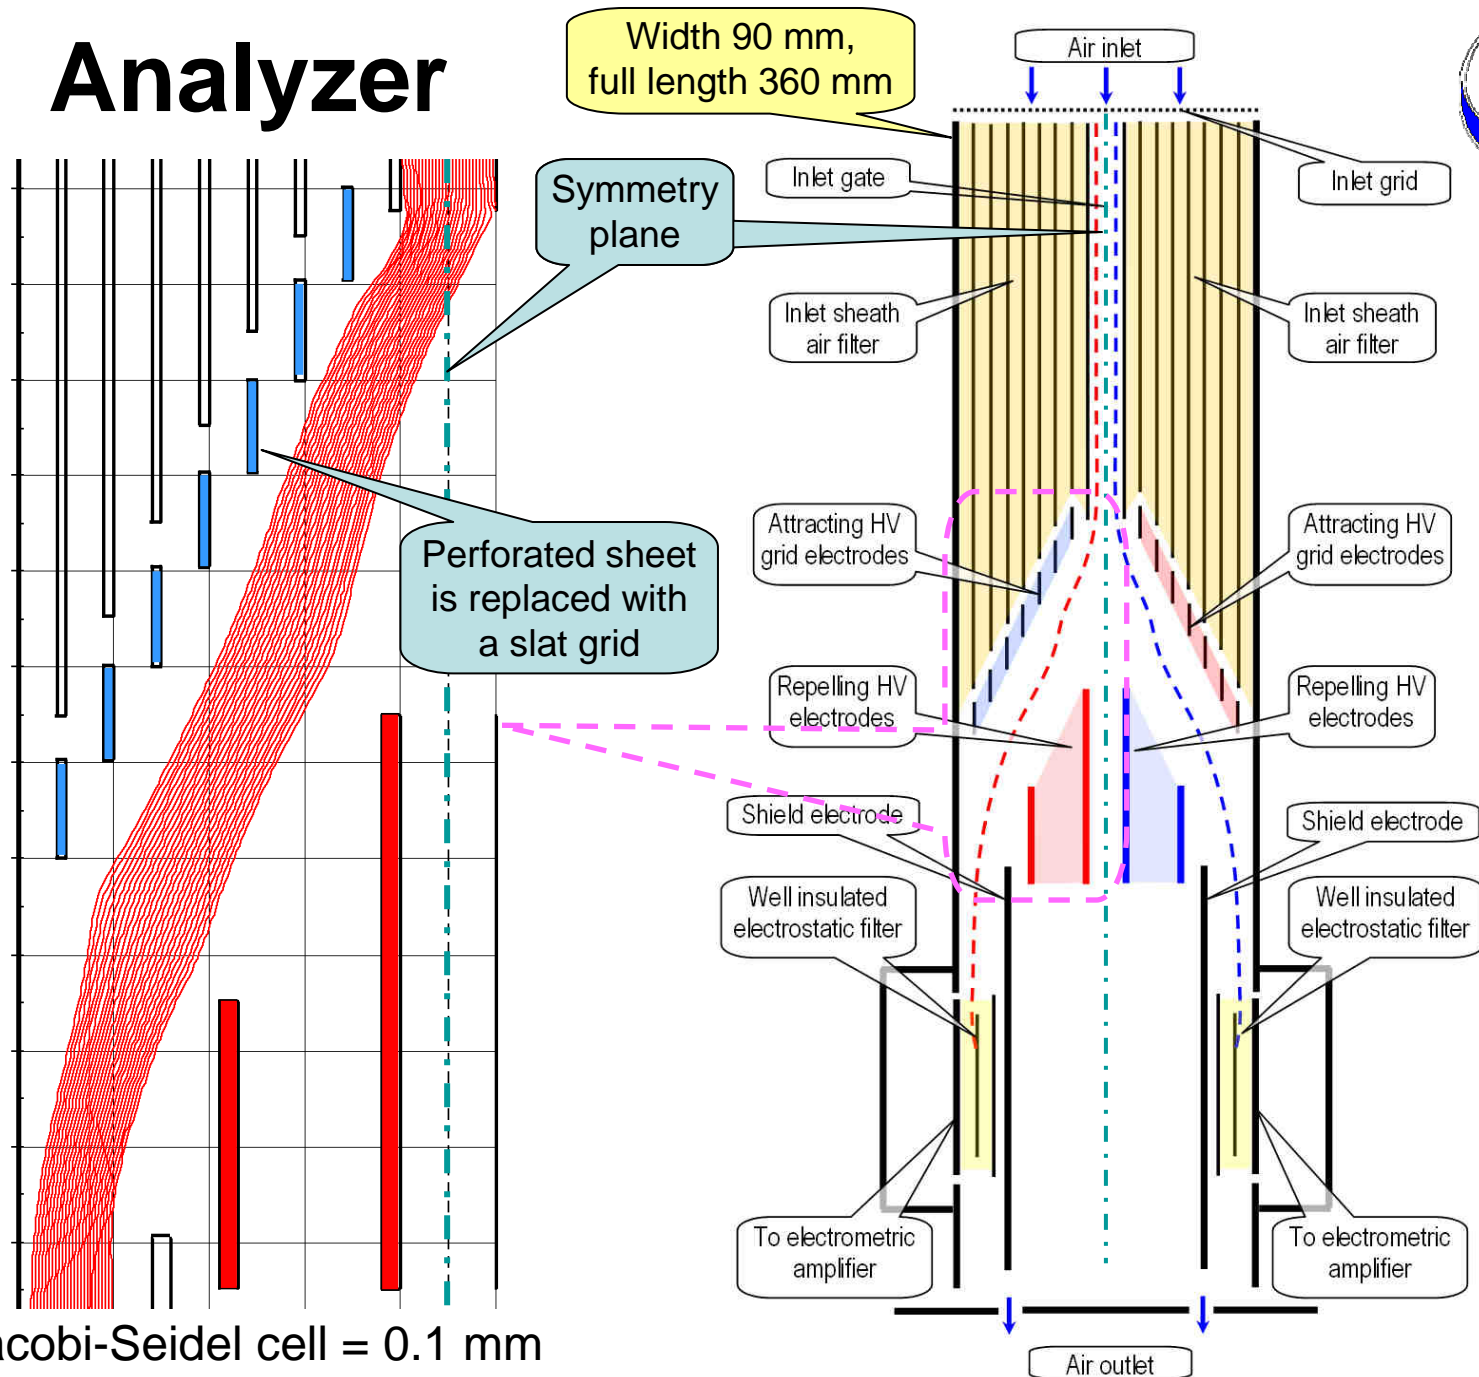 Analyzer
Width 90 mm,
full length 360 mm
Air inlet
Symmetry
plane
Inlet gate
Inlet grid
Inlet sheath
air filter
Inlet sheath
air filter
Perforated sheet
is replaced with
a slat grid
Attracting HV
grid electrodes
Attracting HV
grid electrodes
Repelling HV
electrodes
Repelling HV
electrodes
Shield electrode
Shield electrode
Well insulated
electrostatic filter
Well insulated
electrostatic filter
To electrometric
amplifier
To electrometric
amplifier
acobi-Seidel cell = 0.1 mm
Air outlet